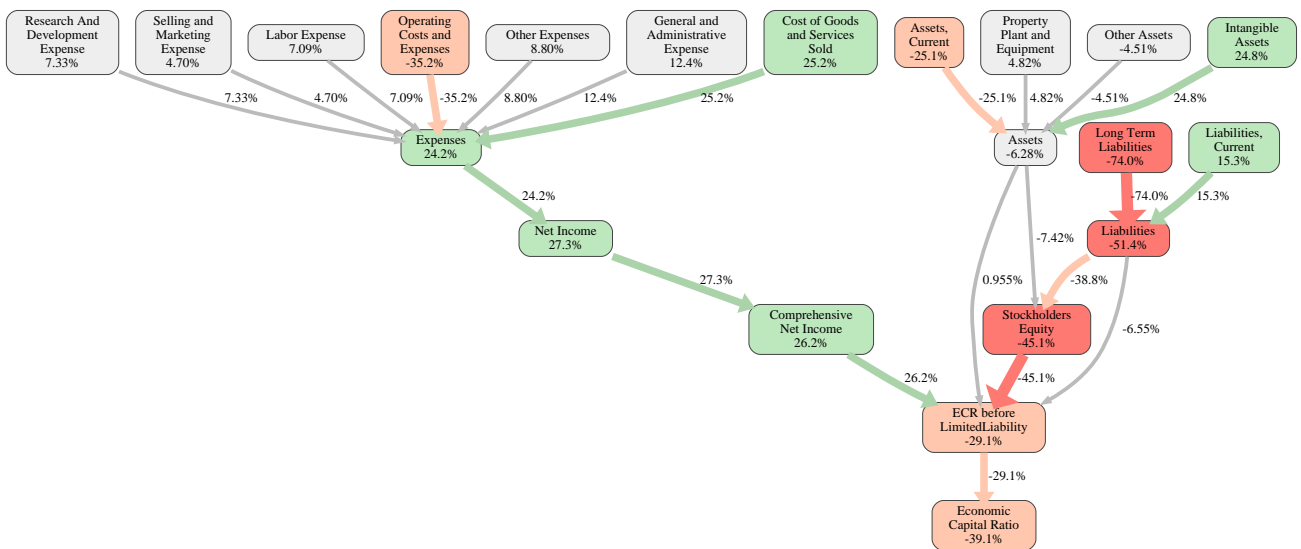 Research And
Development
Expense
7.33%
Selling and
Marketing
Expense
4.70%
Labor Expense
7.09%
Operating
Costs and
Expenses
-35.2%
Other Expenses
8.80%
General and
Administrative
Expense
12.4%
Cost of Goods
and Services
Sold
25.2%
Assets,
Current
-25.1%
Property
Plant and
Equipment
4.82%
Other Assets
-4.51%
Intangible
Assets
24.8%
7.33%
4.70%
7.09%
-35.2%
8.80%
12.4%
25.2%
-25.1%
4.82%
-4.51%
24.8%
Expenses
24.2%
Assets
-6.28%
Long Term
Liabilities
-74.0%
Liabilities,
Current
15.3%
24.2%
-74.0%
15.3%
Net Income
27.3%
-7.42%
Liabilities
-51.4%
27.3%
0.955%
-38.8%
Comprehensive
Net Income
26.2%
Stockholders
Equity
-45.1%
-6.55%
26.2%
-45.1%
ECR before
LimitedLiability
-29.1%
-29.1%
Economic
Capital Ratio
-39.1%